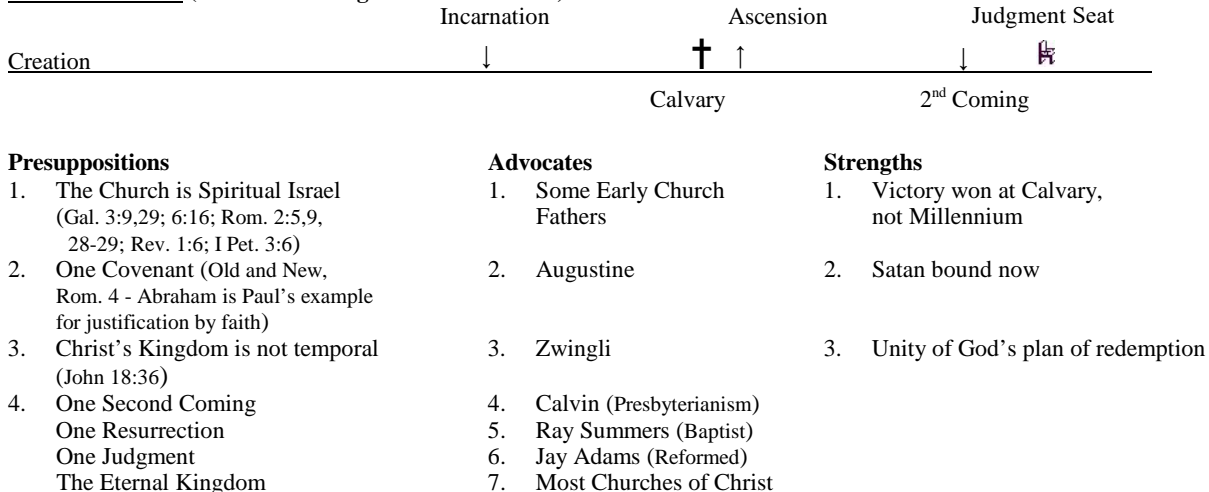 Incarnation Ascension Judgment Seat
Creation
Calvary 2nd Coming
Presuppositions
1. The Church is Spiritual Israel
(Gal. 3:9,29; 6:16; Rom. 2:5,9,
28-29; Rev. 1:6; I Pet. 3:6)
2. One Covenant (Old and New,
Rom. 4 - Abraham is Paul's example
for justification by faith)
3. Christ's Kingdom is not temporal
(John 18:36)
4. One Second Coming
One Resurrection
One Judgment
The Eternal Kingdom
Advocates
1. Some Early Church
Fathers
2. Augustine
3. Zwingli
4. Calvin (Presbyterianism)
5. Ray Summers (Baptist)
6. Jay Adams (Reformed)
7. Most Churches of Christ
Strengths
1. Victory won at Calvary,
not Millennium
2. Satan bound now
3. Unity of God's plan of redemption